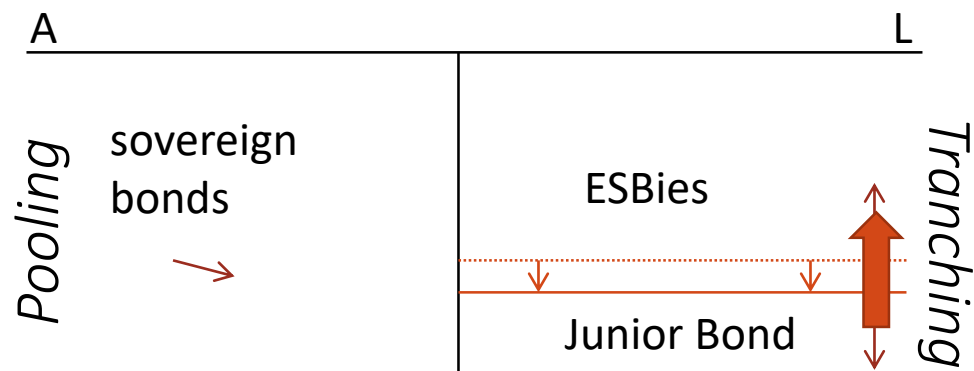 A
L
Pooling
sovereign
bonds
ESBies
Junior Bond
Tranching